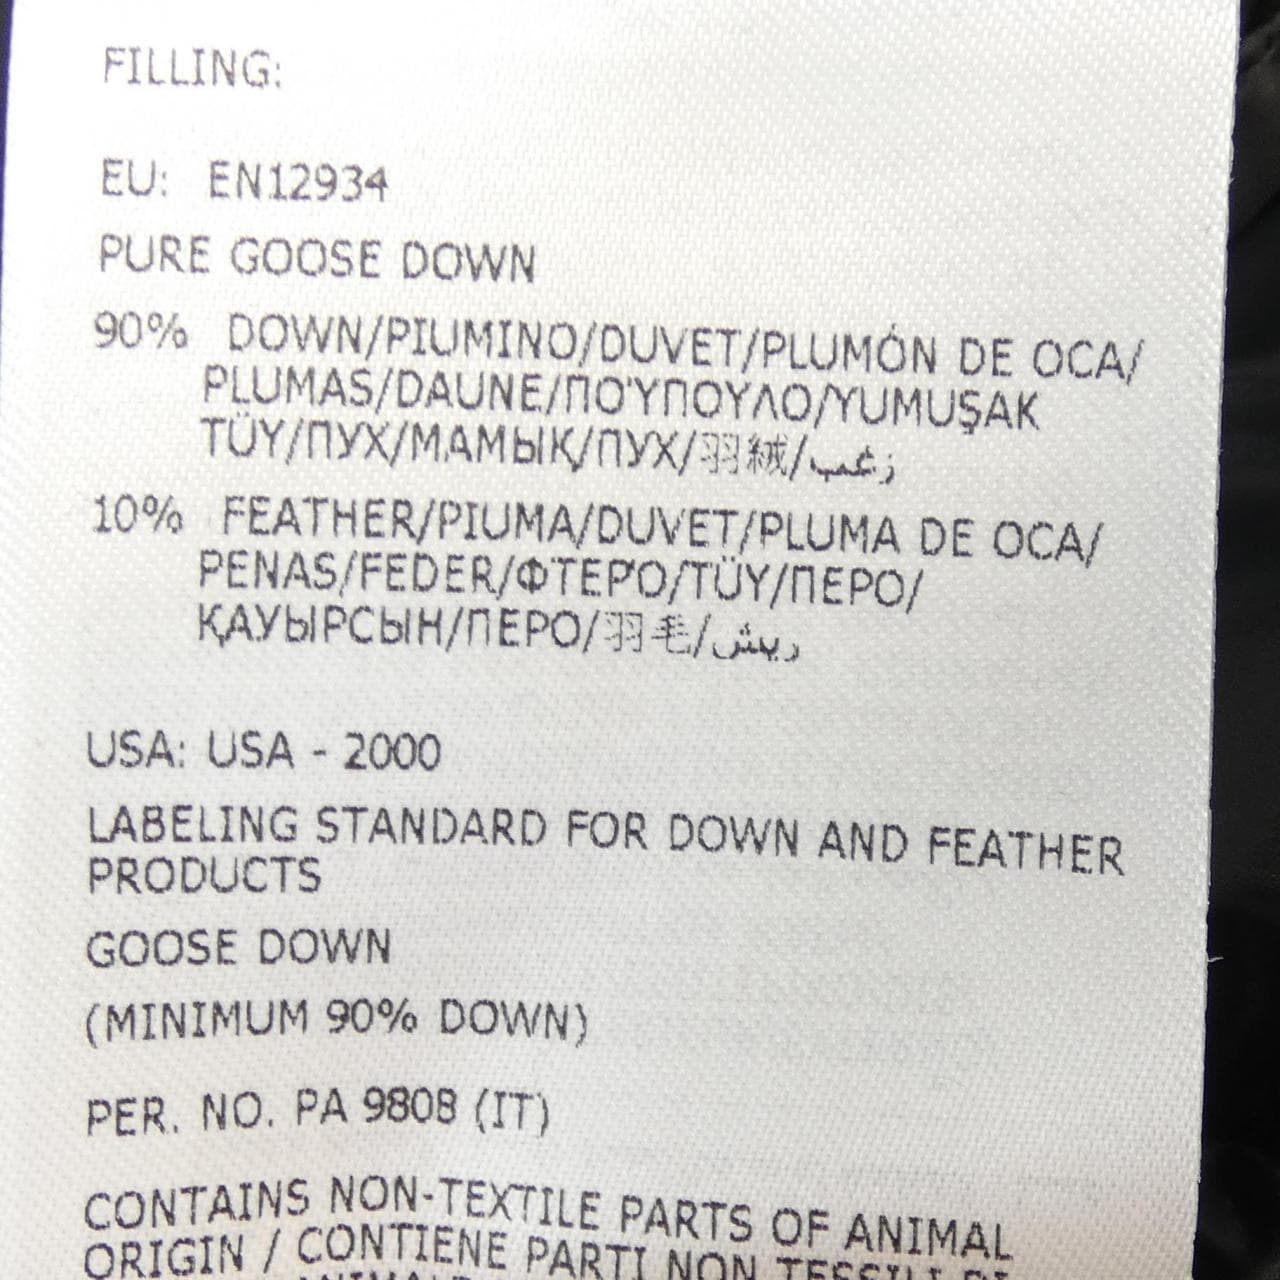 FILLING:
EU: EN12934
PURE GOOSE DOWN
90% DOWN/PIUMINO/DUVET/PLUMÓN DE OCA/
PLUMAS/DAUNE/ΠΟΎΠΟΥΛΟ/YUMUŞAK
TÜY/ПУХ/МАМЫҚ/ПУХ/羽絨/زغب
10% FEATHER/PIUMA/DUVET/PLUMA DE OCA/
PENAS/FEDER/ΦΤΕΡΌ/TÜY/ПЕРО/
ҚАУЫРСЫН/ПЕРО/羽毛/ريش
USA: USA - 2000
LABELING STANDARD FOR DOWN AND FEATHER
PRODUCTS
GOOSE DOWN
(MINIMUM 90% DOWN)
PER. NO. PA 9808 (IT)
CONTAINS NON-TEXTILE PARTS OF ANIMAL
ORIGIN / CONTIENE PARTI NON TESSILI DI